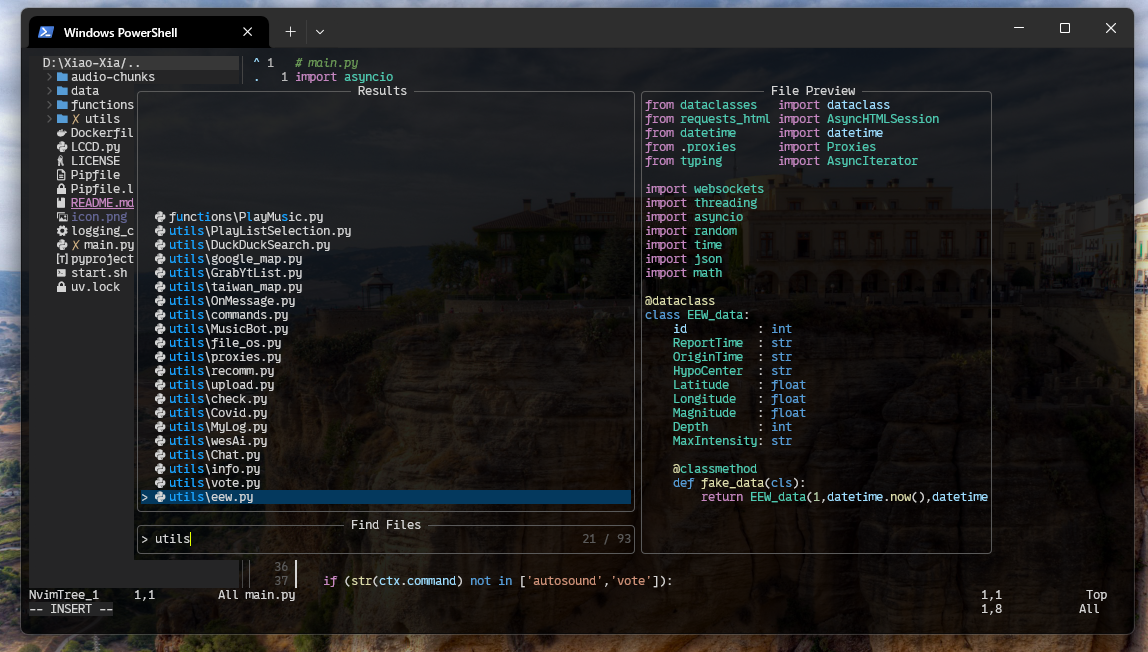 Windows PowerShell
D:\Xiao-Xia/..
audio-chunks
data
functions
✗ utils
Dockerfil
LCCD.py
LICENSE
Pipfile
Pipfile.l
README.md
icon.png
logging_c
✗ main.py
pyproject
start.sh
uv.lock
^ 1 # main.py
. 1 import asyncio
Results
functions\PlayMusic.py
utils\PlayListSelection.py
utils\DuckDuckSearch.py
utils\google_map.py
utils\GrabYtList.py
utils\taiwan_map.py
utils\OnMessage.py
utils\commands.py
utils\MusicBot.py
utils\file_os.py
utils\proxies.py
utils\recomm.py
utils\upload.py
utils\check.py
utils\Covid.py
utils\MyLog.py
utils\wesAi.py
utils\Chat.py
utils\info.py
utils\vote.py
> utils\eew.py
Find Files
> utils 21 / 93
File Preview
from dataclasses import dataclass
from requests_html import AsyncHTMLSession
from datetime import datetime
from .proxies import Proxies
from typing import AsyncIterator
import websockets
import threading
import asyncio
import random
import time
import json
import math
@dataclass
class EEW_data:
id : int
ReportTime : str
OriginTime : str
HypoCenter : str
Latitude : float
Longitude : float
Magnitude : float
Depth : int
MaxIntensity: str
@classmethod
def fake_data(cls):
return EEW_data(1,datetime.now(),datetime
36
37 if (str(ctx.command) not in ['autosound','vote']):
NvimTree_1 1,1 All main.py 1,1 Top
-- INSERT -- 1,8 All